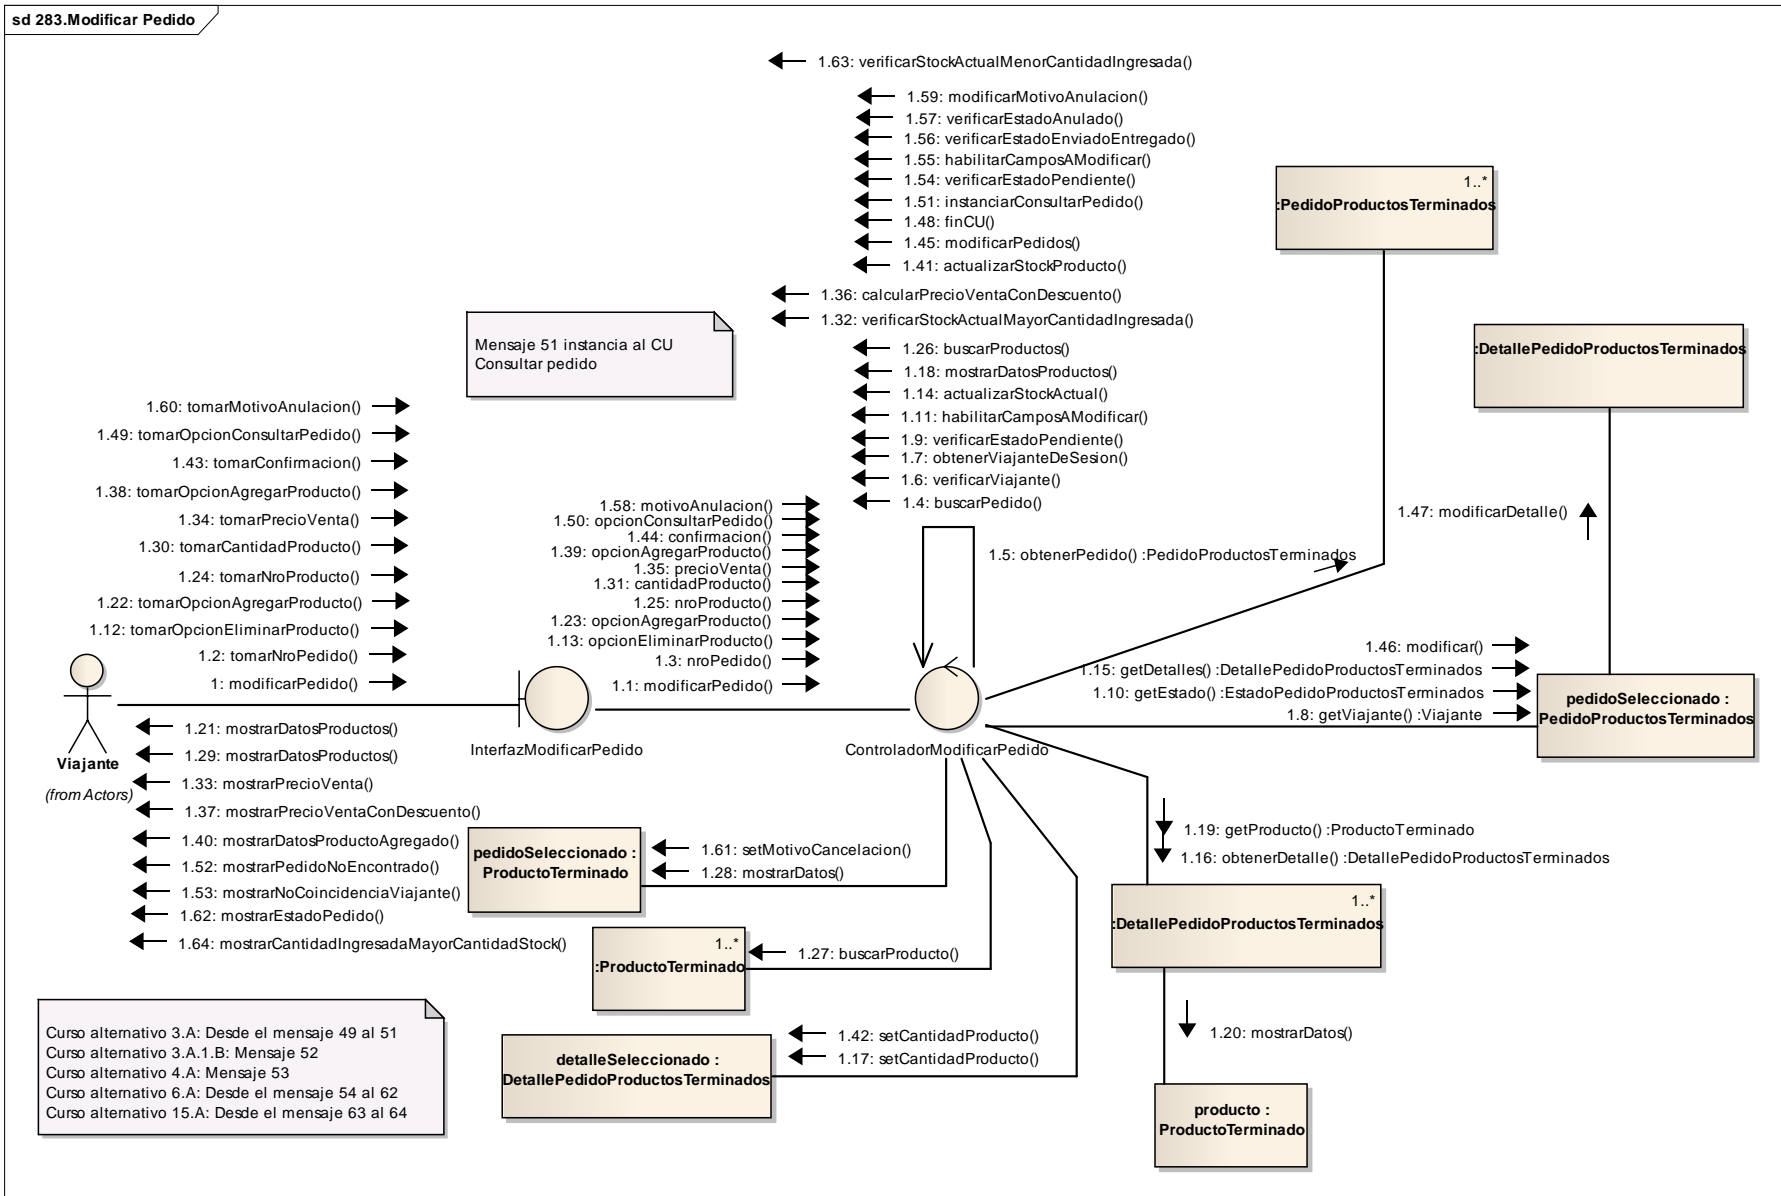 sd 283.Modificar Pedido
1.63: verificarStockActualMenorCantidadIngresada()
1.59: modificarMotivoAnulacion()
1.57: verificarEstadoAnulado()
1.56: verificarEstadoEnviadoEntregado()
1.55: habilitarCamposAModificar()
1.54: verificarEstadoPendiente()
1.51: instanciarConsultarPedido()
1.48: finCU()
1.45: modificarPedidos()
1.41: actualizarStockProducto()
1.36: calcularPrecioVentaConDescuento()
1.32: verificarStockActualMayorCantidadIngresada()
1.26: buscarProductos()
1.18: mostrarDatosProductos()
1.14: actualizarStockActual()
1.11: habilitarCamposAModificar()
1.9: verificarEstadoPendiente()
1.7: obtenerViajanteDeSesion()
1.6: verificarViajante()
1.4: buscarPedido()
1..*
:PedidoProductosTerminados
:DetallePedidoProductosTerminados
Mensaje 51 instancia al CU
Consultar pedido
1.60: tomarMotivoAnulacion()
1.49: tomarOpcionConsultarPedido()
1.43: tomarConfirmacion()
1.38: tomarOpcionAgregarProducto()
1.34: tomarPrecioVenta()
1.30: tomarCantidadProducto()
1.24: tomarNroProducto()
1.22: tomarOpcionAgregarProducto()
1.12: tomarOpcionEliminarProducto()
1.2: tomarNroPedido()
1: modificarPedido()
1.58: motivoAnulacion()
1.50: opcionConsultarPedido()
1.44: confirmacion()
1.39: opcionAgregarProducto()
1.35: precioVenta()
1.31: cantidadProducto()
1.25: nroProducto()
1.23: opcionAgregarProducto()
1.13: opcionEliminarProducto()
1.3: nroPedido()
1.1: modificarPedido()
1.47: modificarDetalle()
1.5: obtenerPedido() :PedidoProductosTerminados
1.46: modificar()
1.15: getDetalles() :DetallePedidoProductosTerminados
1.10: getEstado() :EstadoPedidoProductosTerminados
1.8: getViajante() :Viajante
pedidoSeleccionado :
PedidoProductosTerminados
Viajante
(from Actors)
InterfazModificarPedido
ControladorModificarPedido
1.21: mostrarDatosProductos()
1.29: mostrarDatosProductos()
1.33: mostrarPrecioVenta()
1.37: mostrarPrecioVentaConDescuento()
1.40: mostrarDatosProductoAgregado()
1.52: mostrarPedidoNoEncontrado()
1.53: mostrarNoCoincidenciaViajante()
1.62: mostrarEstadoPedido()
1.64: mostrarCantidadIngresadaMayorCantidadStock()
pedidoSeleccionado :
ProductoTerminado
1.61: setMotivoCancelacion()
1.28: mostrarDatos()
1.19: getProducto() :ProductoTerminado
1.16: obtenerDetalle() :DetallePedidoProductosTerminados
1..*
:DetallePedidoProductosTerminados
1..*
:ProductoTerminado
1.27: buscarProducto()
1.42: setCantidadProducto()
1.17: setCantidadProducto()
detalleSeleccionado :
DetallePedidoProductosTerminados
1.20: mostrarDatos()
producto :
ProductoTerminado
Curso alternativo 3.A: Desde el mensaje 49 al 51
Curso alternativo 3.A.1.B: Mensaje 52
Curso alternativo 4.A: Mensaje 53
Curso alternativo 6.A: Desde el mensaje 54 al 62
Curso alternativo 15.A: Desde el mensaje 63 al 64